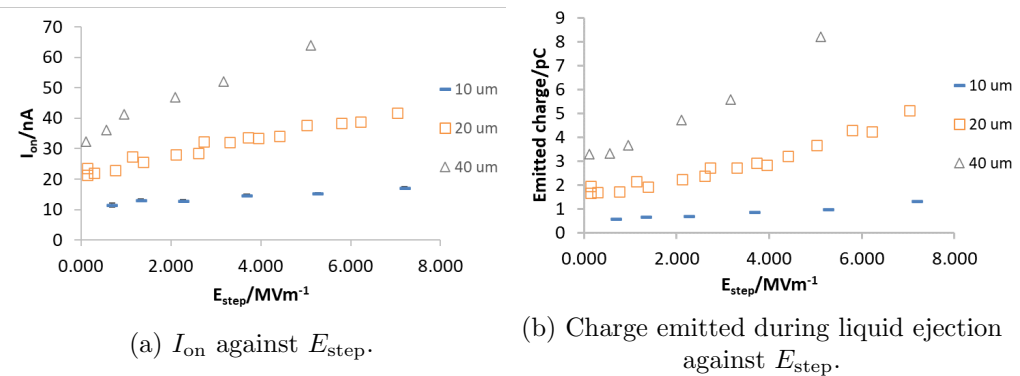 70
60
50
40
30
20
10
0
I_on/nA
0.000 2.000 4.000 6.000 8.000
E_step/MVm⁻¹
10 um
20 um
40 um
(a) I_on against E_step.
9
8
7
6
5
4
3
2
1
0
Emitted charge/pC
0.000 2.000 4.000 6.000 8.000
E_step/MVm⁻¹
10 um
20 um
40 um
(b) Charge emitted during liquid ejection
against E_step.